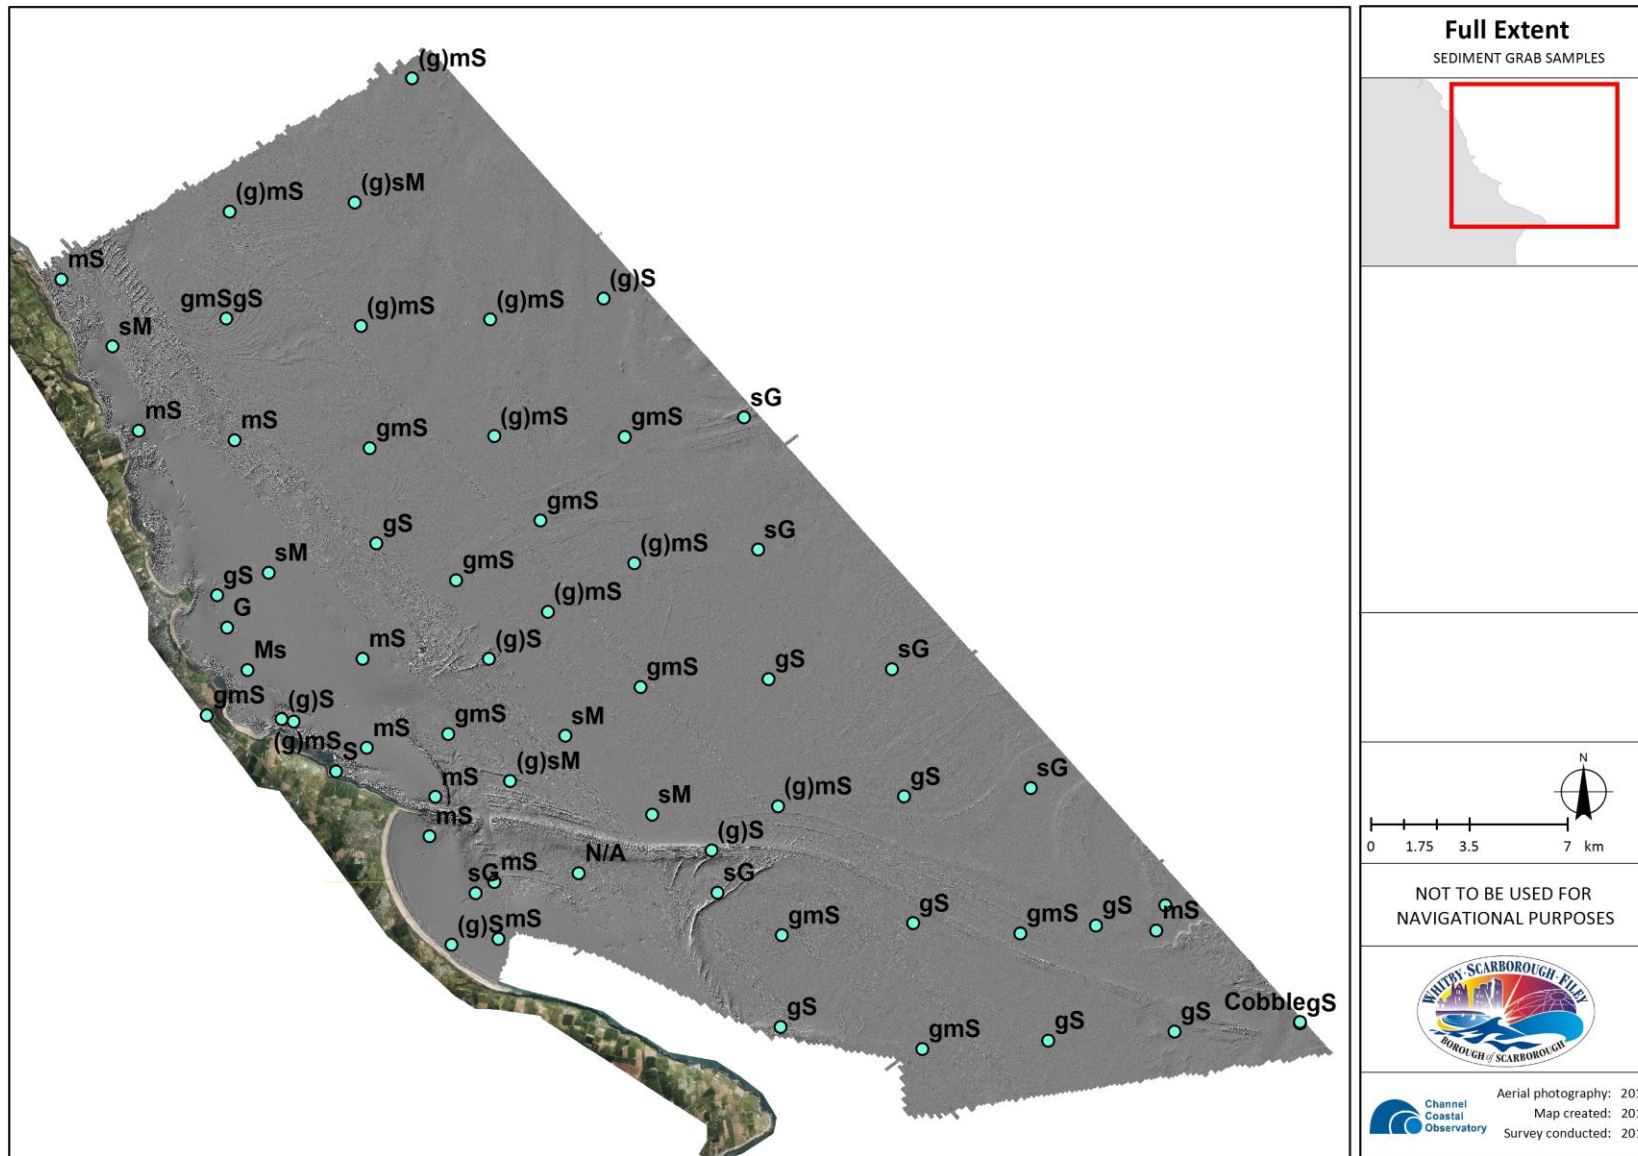 Full Extent
SEDIMENT GRAB SAMPLES
(g)mS
(g)mS
(g)sM
mS
gmSgS
(g)mS
(g)mS
(g)S
sM
mS
mS
gmS
(g)mS
gmS
sG
gmS
gS
sM
gmS
(g)mS
sG
gS
G
(g)mS
Ms
mS
(g)S
gmS
gS
sG
gmS
(g)S
(g)mS
S
mS
gmS
sM
(g)sM
mS
sM
(g)mS
gS
sG
mS
(g)S
N/A
sG
mS
sG
(g)S
mS
gmS
gS
gmS
gS
mS
gS
gmS
gS
gS
CobblegS
N
0 1.75 3.5 7 km
NOT TO BE USED FOR
NAVIGATIONAL PURPOSES
WHITBY · SCARBOROUGH · FILEY
BOROUGH of SCARBOROUGH
Channel
Coastal
Observatory
Aerial photography: 201
Map created: 201
Survey conducted: 201